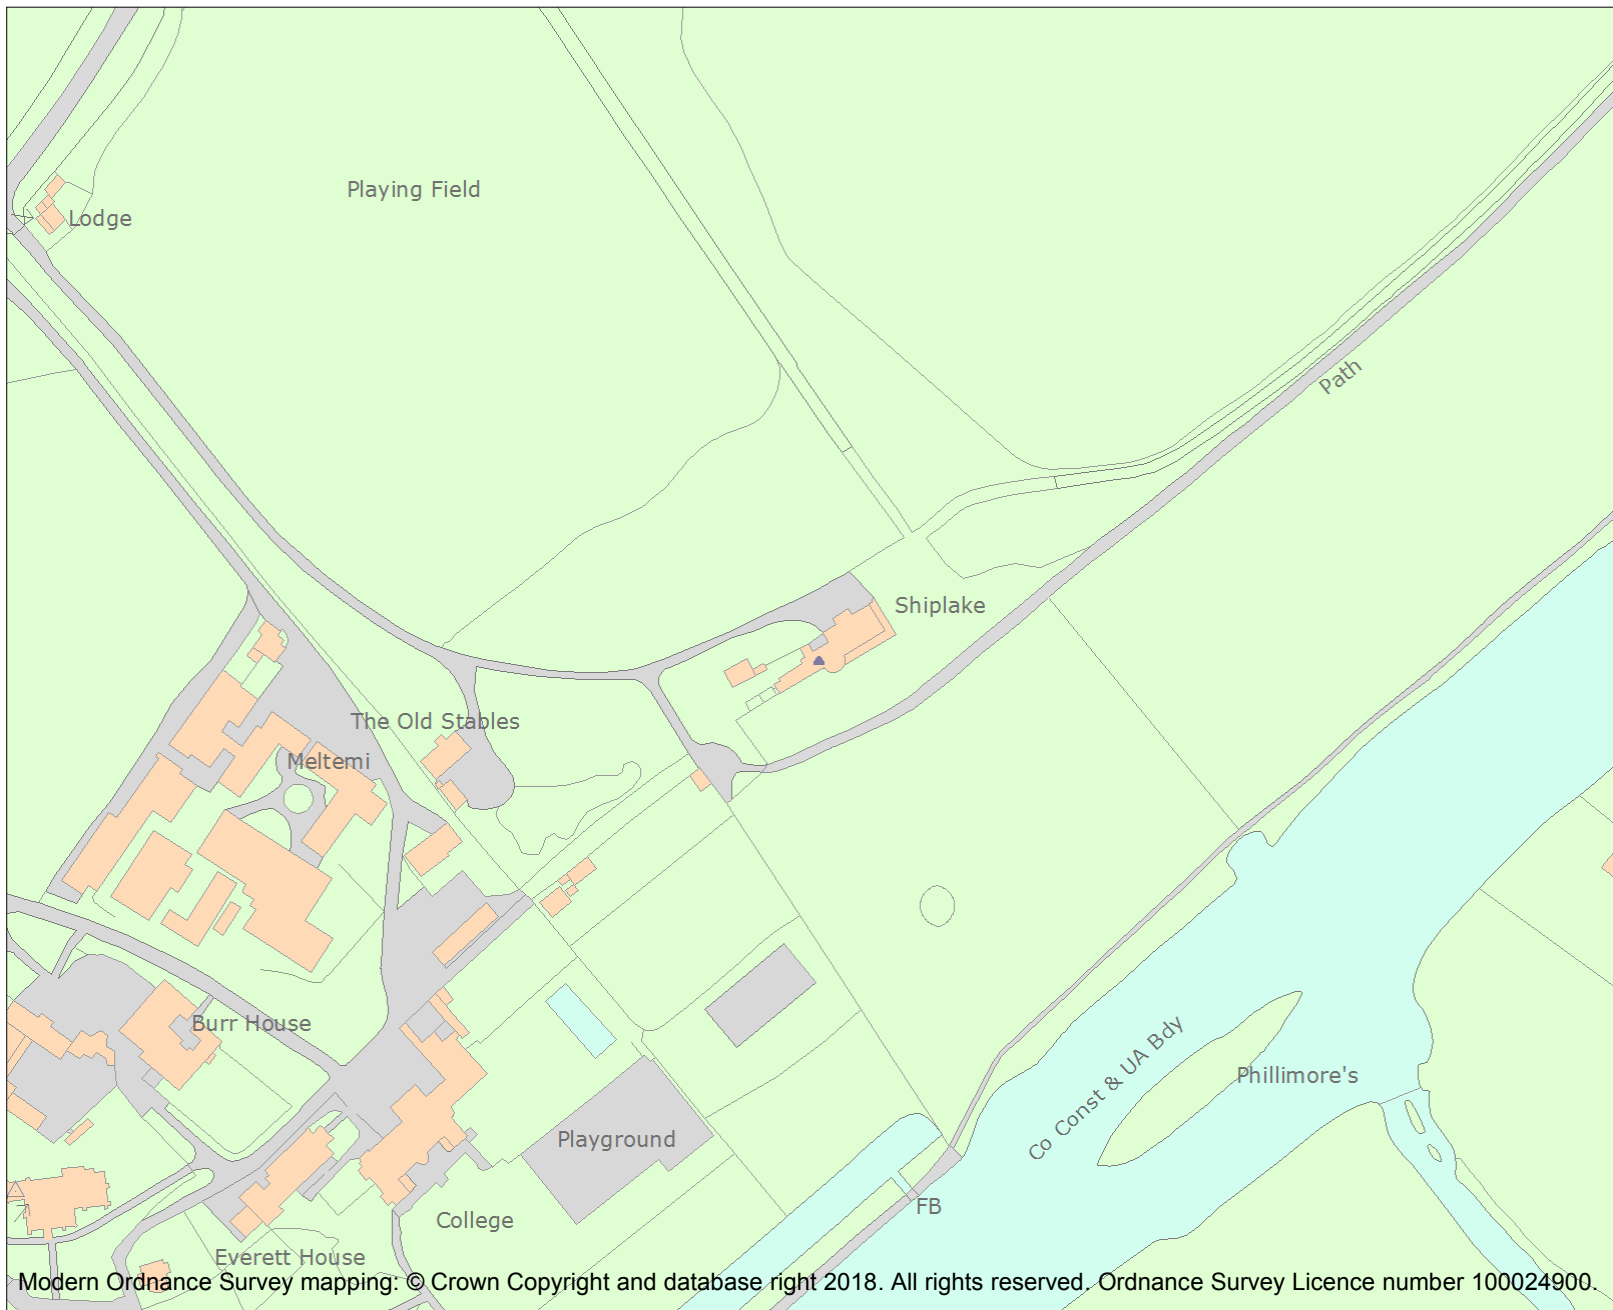 Playing Field
Lodge
Path
Shiplake
The Old Stables
Meltemi
Burr House
Co Const & UA Bdy
Phillimore's
Playground
FB
College
Everett House
Modern Ordnance Survey mapping: © Crown Copyright and database right 2018. All rights reserved. Ordnance Survey Licence number 100024900.